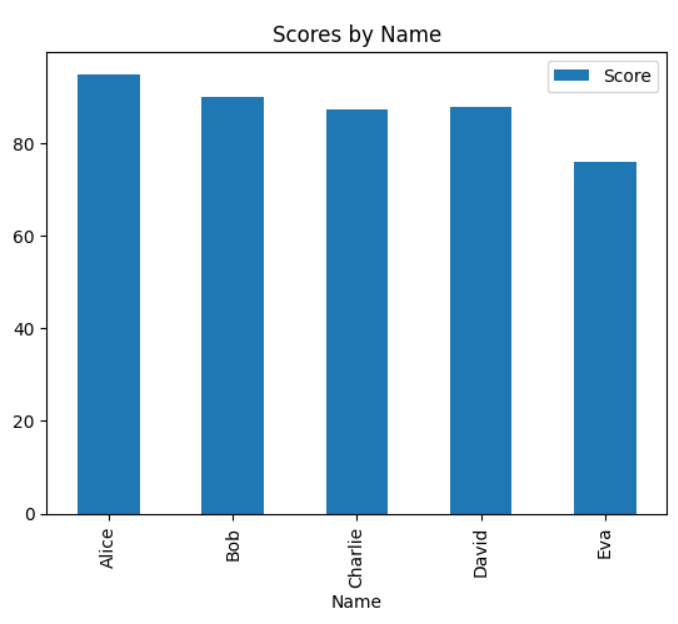 Scores by Name
Score
80
60
40
20
0
Alice
Bob
Charlie
David
Eva
Name